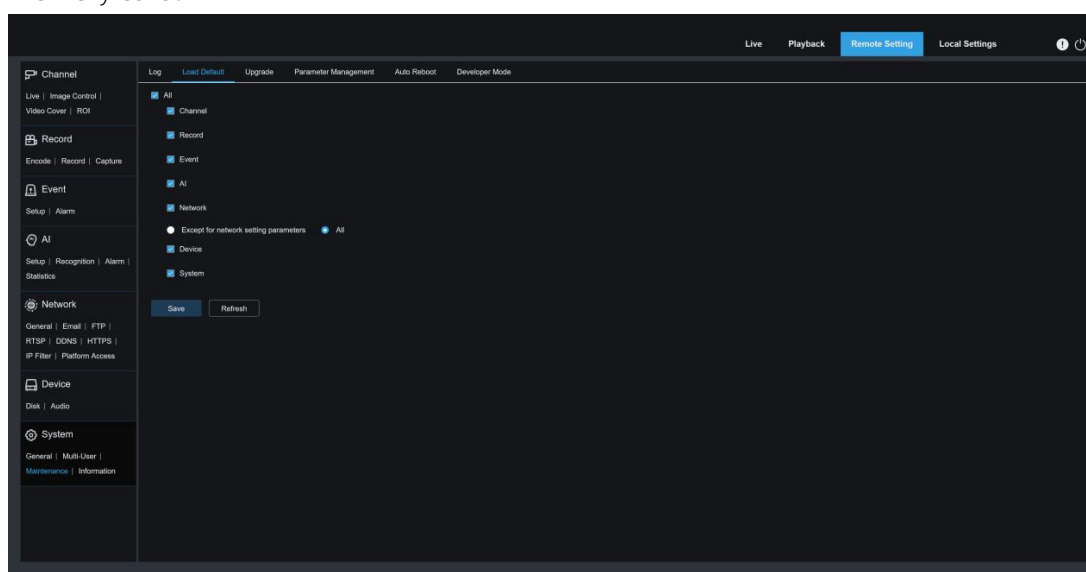 Live Playback Remote Setting Local Settings
Channel
Live | Image Control |
Video Cover | ROI
Record
Encode | Record | Capture
Event
Setup | Alarm
AI
Setup | Recognition | Alarm |
Statistics
Network
General | Email | FTP |
RTSP | DDNS | HTTPS |
IP Filter | Platform Access
Device
Disk | Audio
System
General | Multi-User |
Maintenance | Information
Log Load Default Upgrade Parameter Management Auto Reboot Developer Mode
All
Channel
Record
Event
AI
Network
Except for network setting parameters All
Device
System
Save Refresh